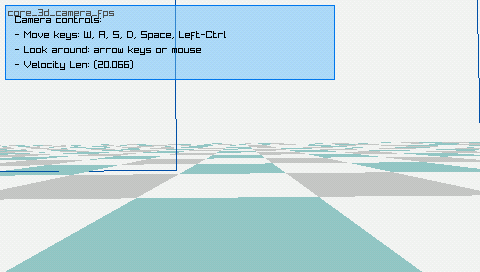 core_3d_camera_fps
Camera controls:
- Move keys: W, A, S, D, Space, Left-Ctrl
- Look around: arrow keys or mouse
- Velocity Len: (20.066)